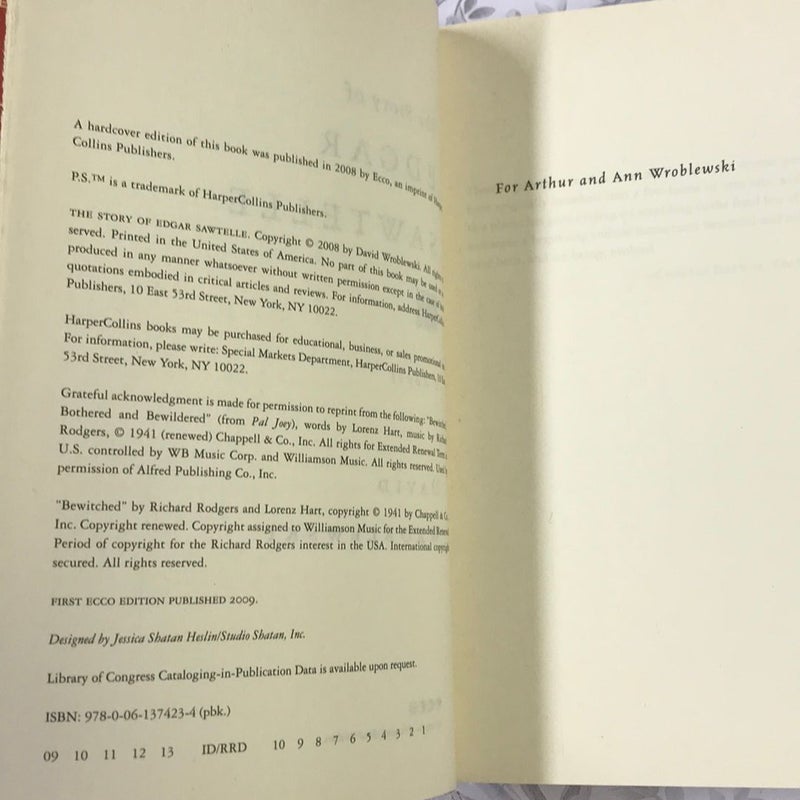 A hardcover edition of this book was published in 2008 by Ecco, an imprint of
Collins Publishers.
P.S.™ is a trademark of HarperCollins Publishers.
THE STORY OF EDGAR SAWTELLE. Copyright © 2008 by David Wroblewski. All rights
served. Printed in the United States of America. No part of this book may be used
produced in any manner whatsoever without written permission except in the case of
quotations embodied in critical articles and reviews. For information, address
Publishers, 10 East 53rd Street, New York, NY 10022.
HarperCollins books may be purchased for educational, business, or sales promotional
For information, please write: Special Markets Department, HarperCollins Publishers,
53rd Street, New York, NY 10022.
Grateful acknowledgment is made for permission to reprint from the following:
Bothered and Bewildered" (from Pal Joey), words by Lorenz Hart, music by
Rodgers, © 1941 (renewed) Chappell & Co., Inc. All rights for Extended Renewal Term
U.S. controlled by WB Music Corp. and Williamson Music. All rights reserved.
permission of Alfred Publishing Co., Inc.
"Bewitched" by Richard Rodgers and Lorenz Hart, copyright © 1941 by Chappell &
Inc. Copyright renewed. Copyright assigned to Williamson Music for the Extended
Period of copyright for the Richard Rodgers interest in the USA. International
secured. All rights reserved.
FIRST ECCO EDITION PUBLISHED 2009.
Designed by Jessica Shatan Heslin/Studio Shatan, Inc.
Library of Congress Cataloging-in-Publication Data is available upon request.
ISBN: 978-0-06-137423-4 (pbk.)
09 10 11 12 13 ID/RRD 10 9 8 7 6 5 4 3 2 1
For Arthur and Ann Wroblewski